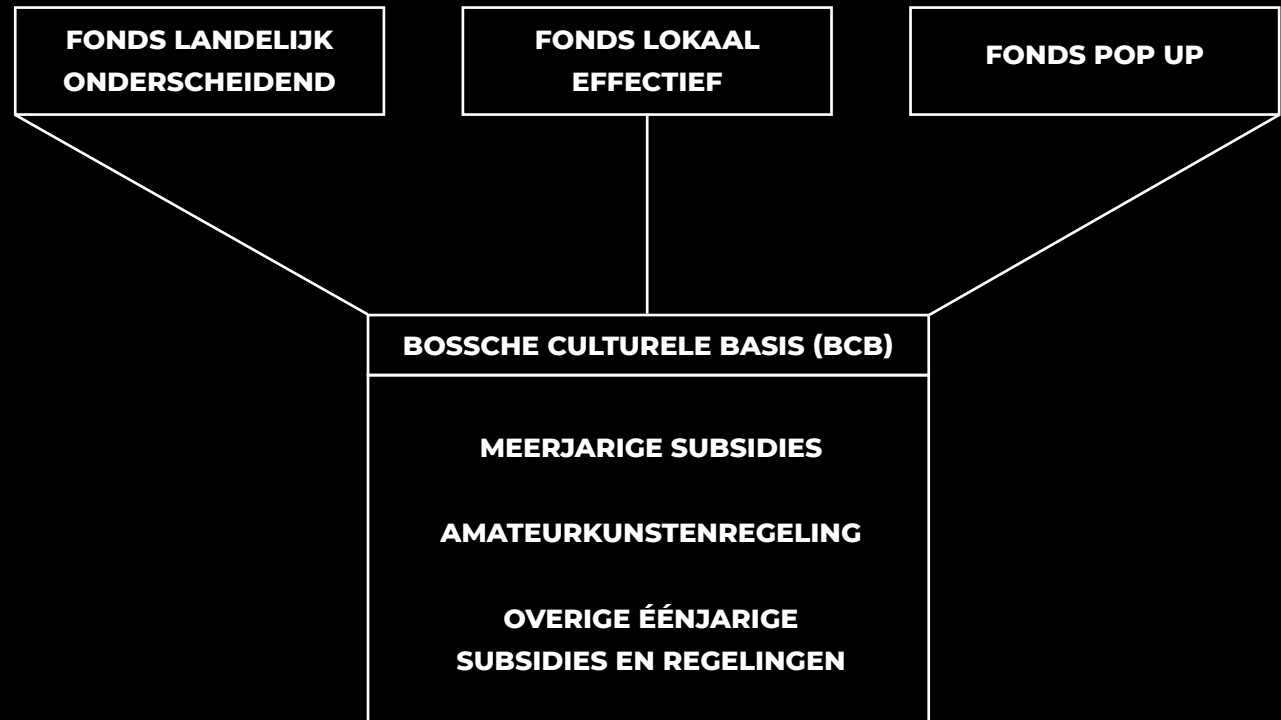 FONDS LANDELIJK
ONDERSCHEIDEND
FONDS LOKAAL
EFFECTIEF
FONDS POP UP
BOSSCHE CULTURELE BASIS (BCB)
MEERJARIGE SUBSIDIES
AMATEURKUNSTENREGELING
OVERIGE ÉÉNJARIGE
SUBSIDIES EN REGELINGEN